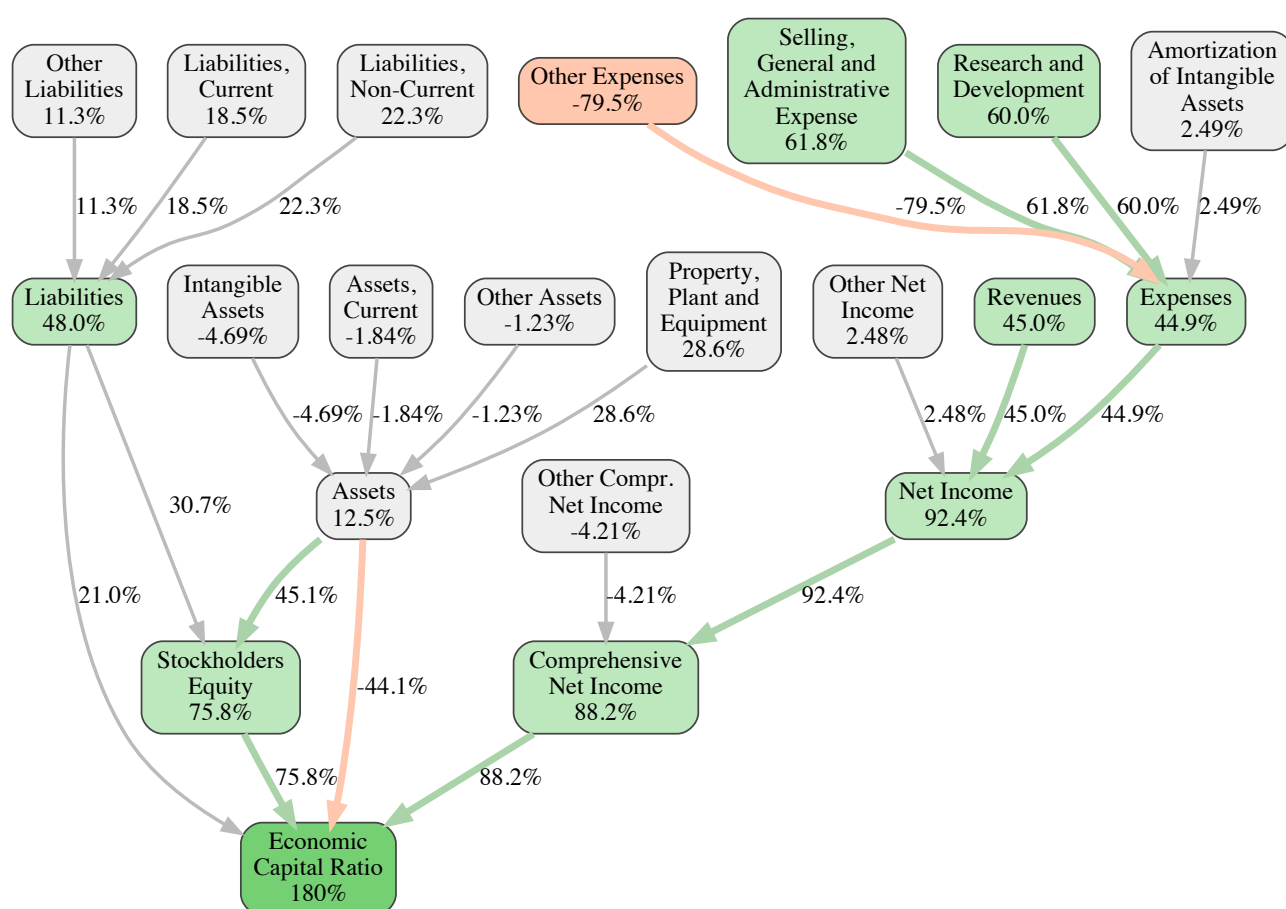 Other
Liabilities
11.3%
Liabilities,
Current
18.5%
Liabilities,
Non-Current
22.3%
Other Expenses
-79.5%
Selling,
General and
Administrative
Expense
61.8%
Research and
Development
60.0%
Amortization
of Intangible
Assets
2.49%
11.3%
18.5%
22.3%
-79.5%
61.8%
60.0%
2.49%
Liabilities
48.0%
Intangible
Assets
-4.69%
Assets,
Current
-1.84%
Other Assets
-1.23%
Property,
Plant and
Equipment
28.6%
Other Net
Income
2.48%
Revenues
45.0%
Expenses
44.9%
-4.69%
-1.84%
-1.23%
28.6%
2.48%
45.0%
44.9%
30.7%
Assets
12.5%
Other Compr.
Net Income
-4.21%
Net Income
92.4%
21.0%
45.1%
-4.21%
92.4%
Stockholders
Equity
75.8%
-44.1%
Comprehensive
Net Income
88.2%
75.8%
88.2%
Economic
Capital Ratio
180%